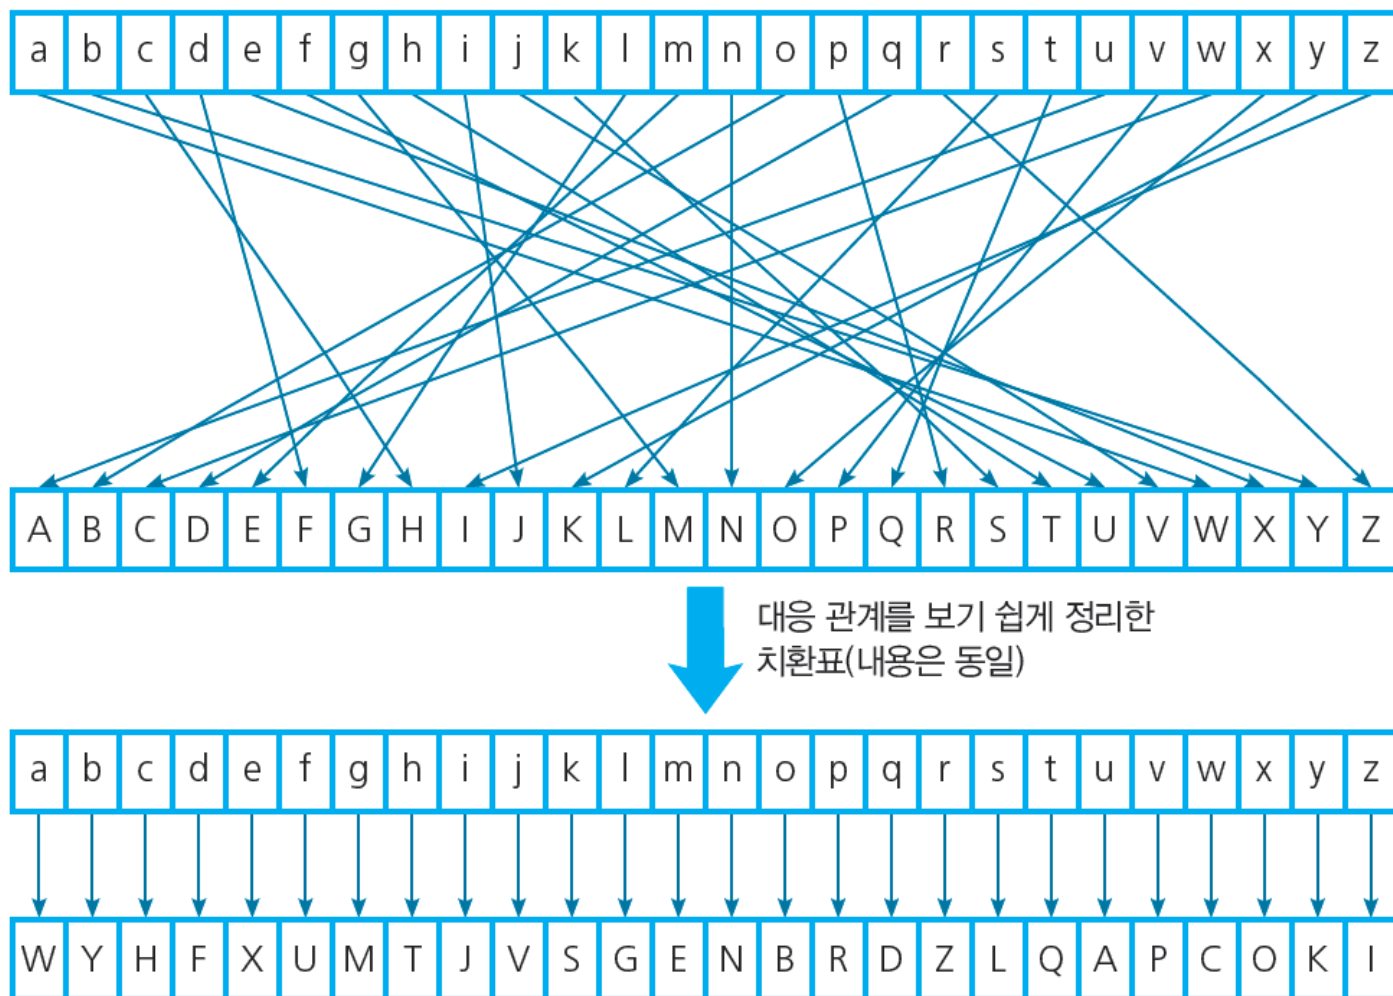 a b c d e f g h i j k l m n o p q r s t u v w x y z
A B C D E F G H I J K L M N O P Q R S T U V W X Y Z
대응 관계를 보기 쉽게 정리한
치환표(내용은 동일)
a b c d e f g h i j k l m n o p q r s t u v w x y z
W Y H F X U M T J V S G E N B R D Z L Q A P C O K I